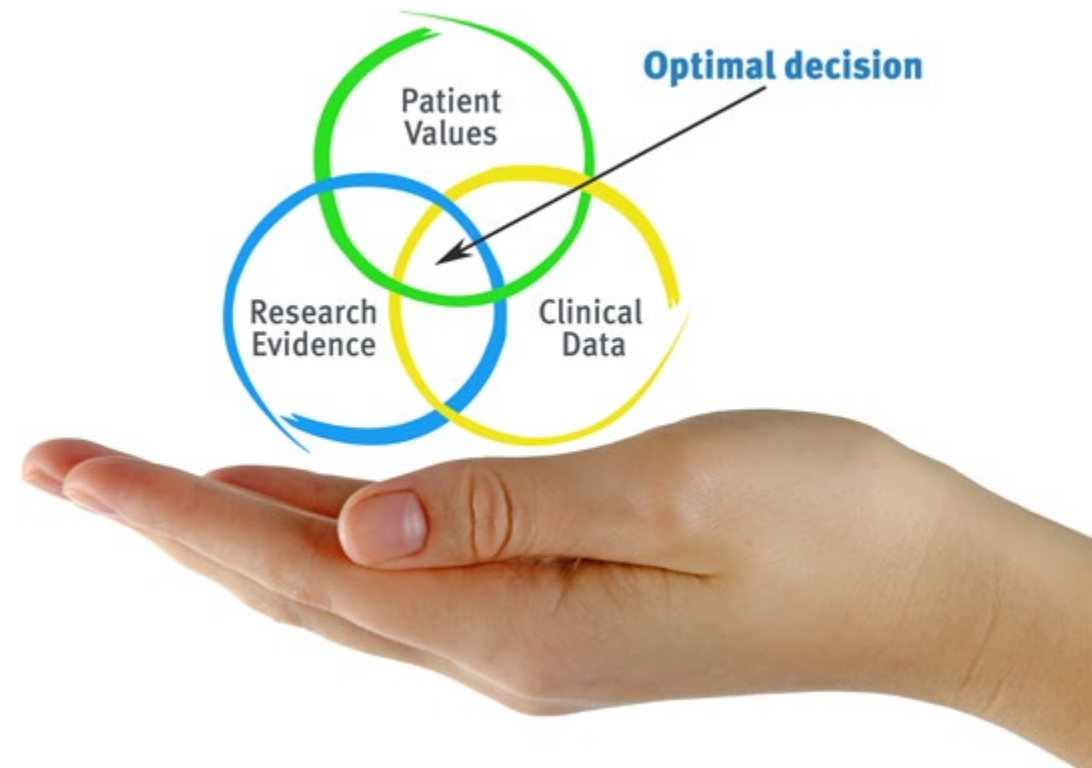 Optimal decision
Patient
Values
Research
Evidence
Clinical
Data